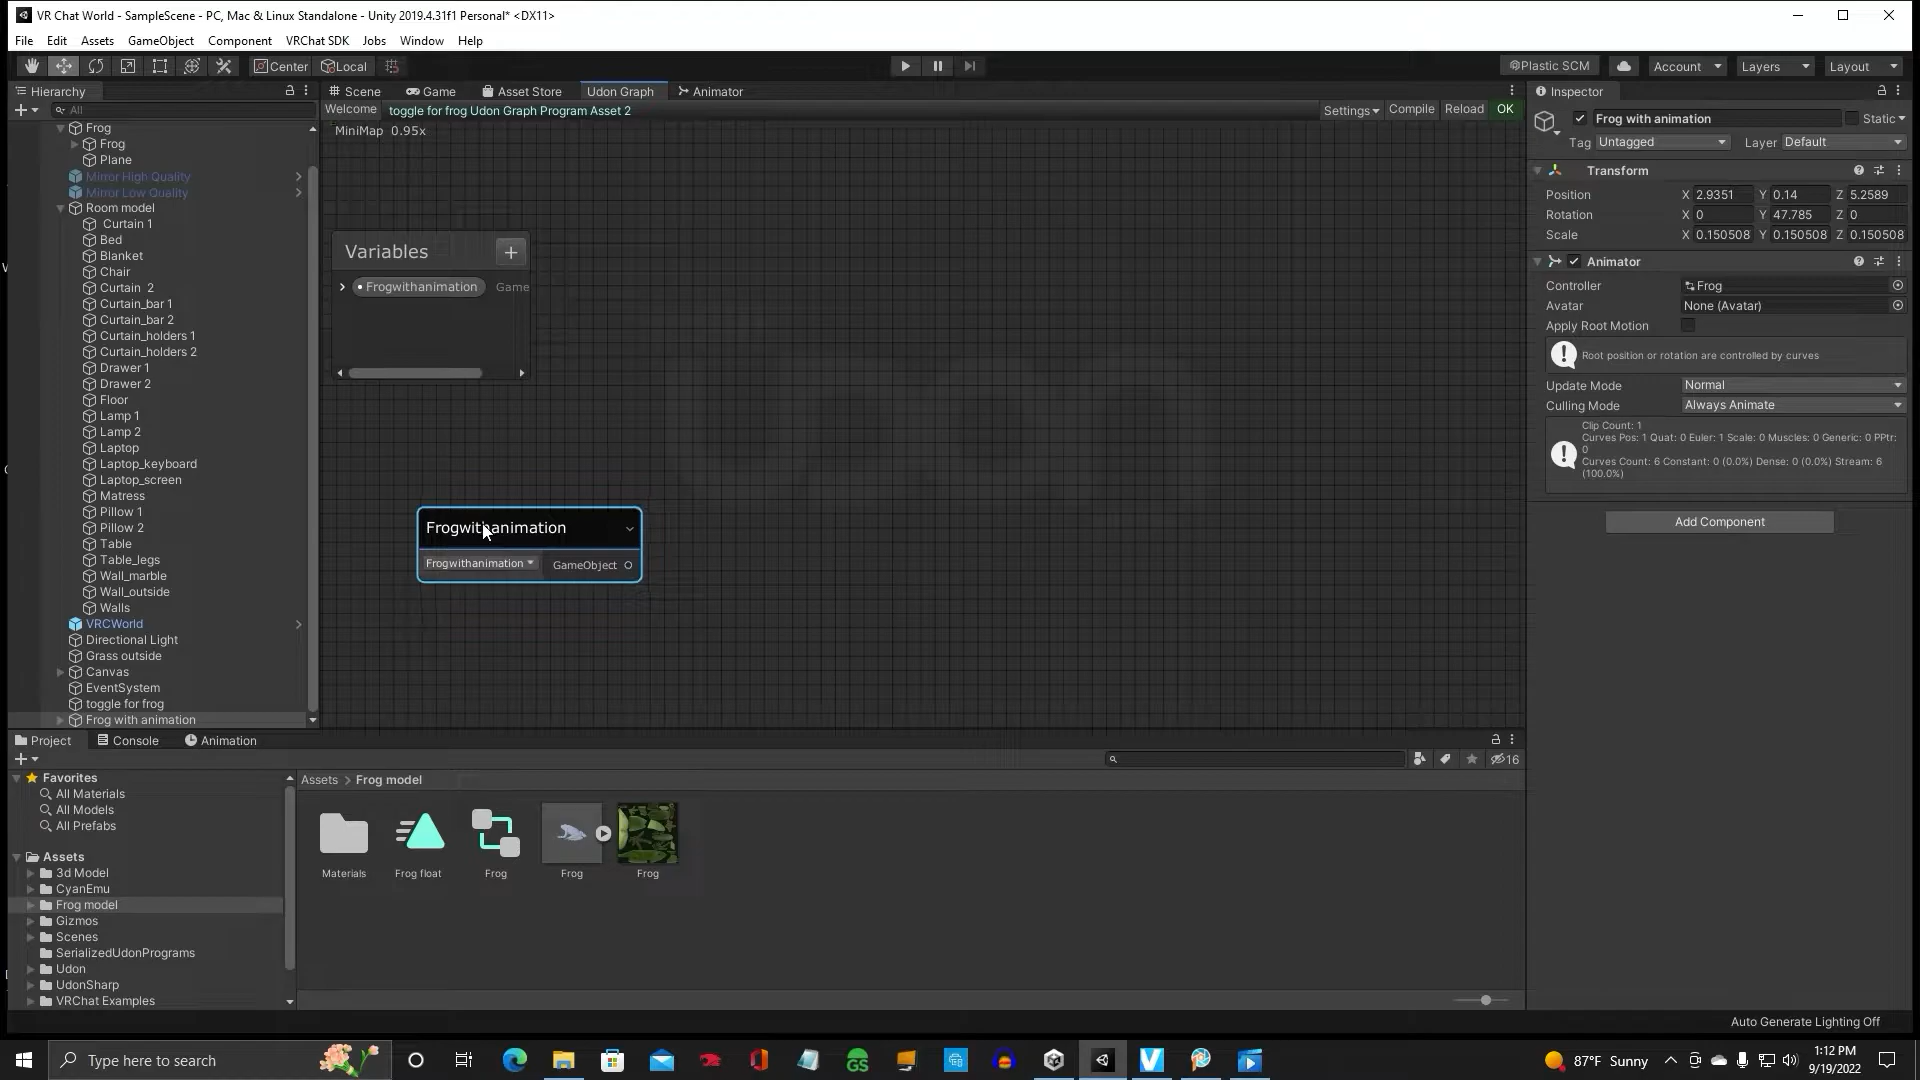 VR Chat World - SampleScene - PC, Mac & Linux Standalone - Unity 2019.4.31f1 Personal* <DX11>
File Edit Assets GameObject Component VRChat SDK Jobs Window Help
Center Local Plastic SCM Account Layers Layout
Hierarchy
All
Frog
Frog
Plane
Mirror High Quality
Mirror Low Quality
Room model
Curtain 1
Bed
Blanket
Chair
Curtain 2
Curtain_bar 1
Curtain_bar 2
Curtain_holders 1
Curtain_holders 2
Drawer 1
Drawer 2
Floor
Lamp 1
Lamp 2
Laptop
Laptop_keyboard
Laptop_screen
Matress
Pillow 1
Pillow 2
Table
Table_legs
Wall_marble
Wall_outside
Walls
VRCWorld
Directional Light
Grass outside
Canvas
EventSystem
toggle for frog
Frog with animation
Scene Game Asset Store Udon Graph Animator
Welcome toggle for frog Udon Graph Program Asset 2 Settings Compile Reload OK
MiniMap 0.95x
Variables +
Frogwithanimation Game
Frogwithanimation
Frogwithanimation GameObject
Inspector
Frog with animation Static
Tag Untagged Layer Default
Transform
Position X 2.9351 Y 0.14 Z 5.2589
Rotation X 0 Y 47.785 Z 0
Scale X 0.150508 Y 0.150508 Z 0.150508
Animator
Controller Frog
Avatar None (Avatar)
Apply Root Motion
Root position or rotation are controlled by curves
Update Mode Normal
Culling Mode Always Animate
Clip Count: 1
Curves Pos: 1 Quat: 0 Euler: 1 Scale: 0 Muscles: 0 Generic: 0 PPtr:
0
Curves Count: 6 Constant: 0 (0.0%) Dense: 0 (0.0%) Stream: 6
(100.0%)
Add Component
Project Console Animation
16
Favorites
All Materials
All Models
All Prefabs
Assets
3d Model
CyanEmu
Frog model
Gizmos
Scenes
SerializedUdonPrograms
Udon
UdonSharp
VRChat Examples
Assets > Frog model
Materials Frog float Frog Frog Frog
Auto Generate Lighting Off
Type here to search
GS
87°F Sunny
1:12 PM
9/19/2022